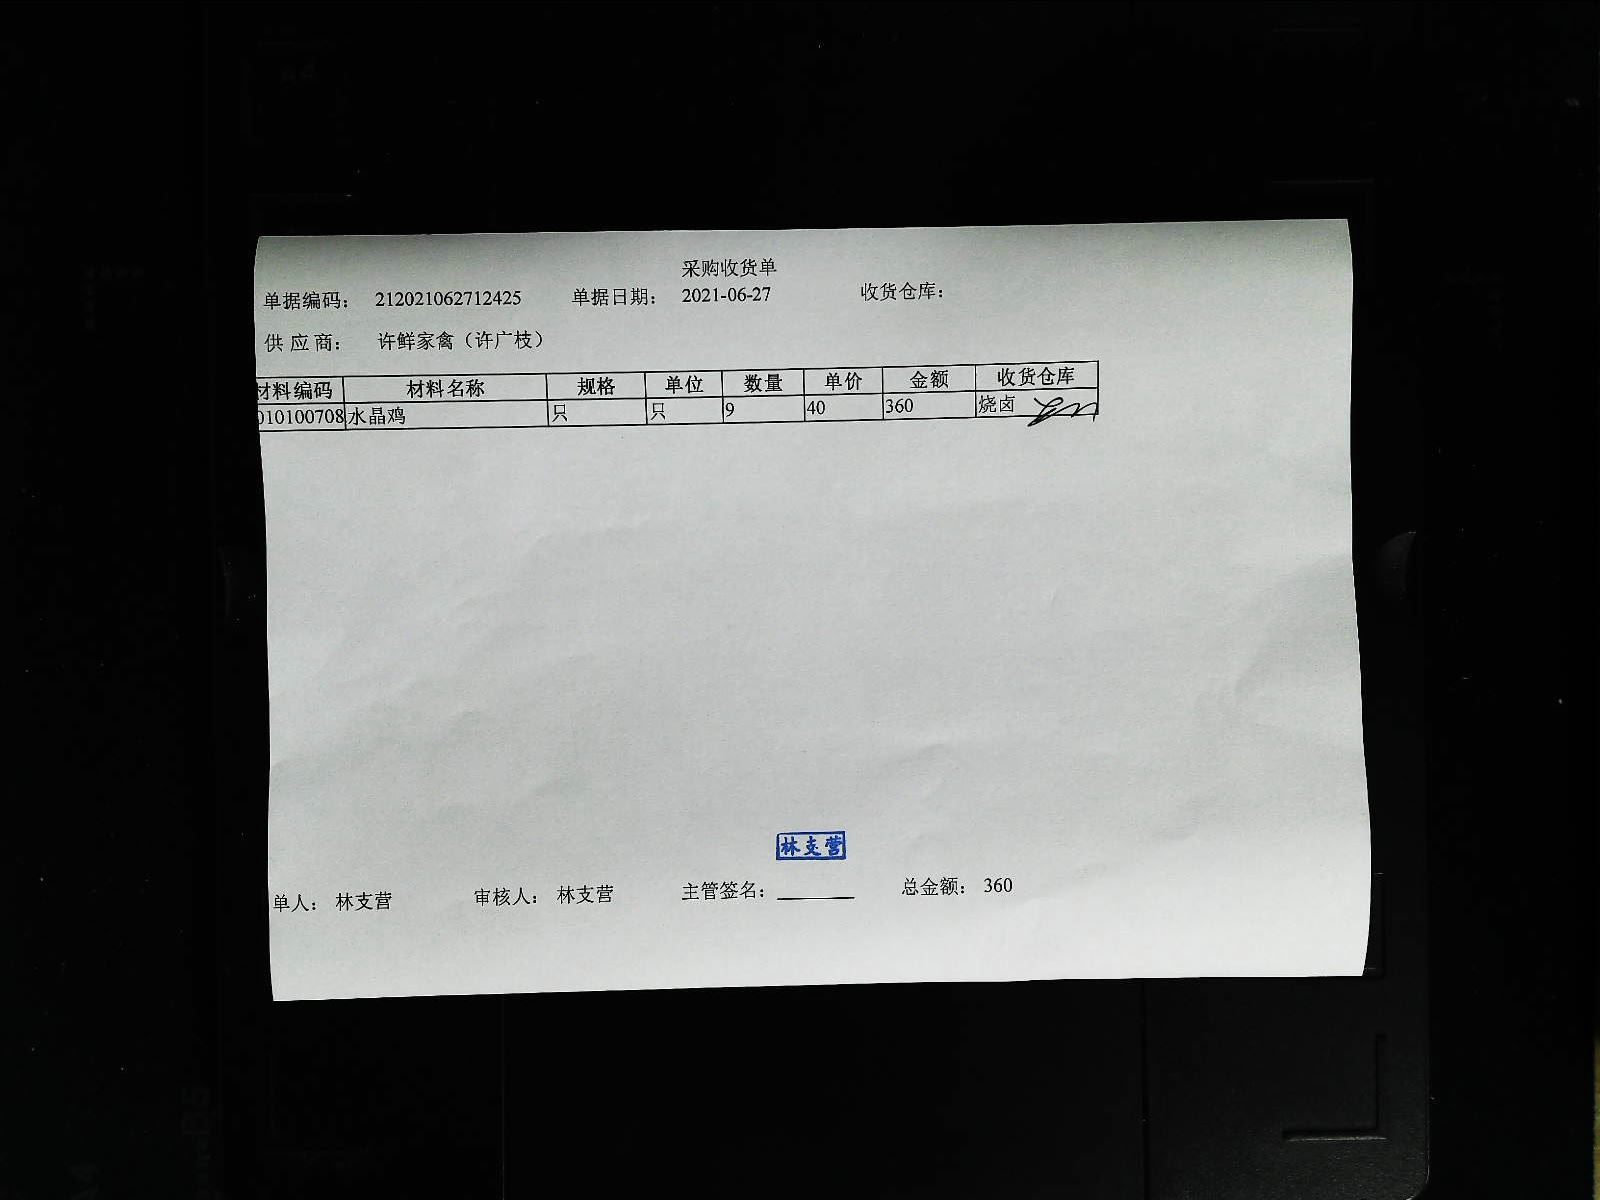 采购收货单
单据编码： 212021062712425 单据日期： 2021-06-27 收货仓库：
供应商： 许鲜家禽（许广枝）
材料编码 材料名称 规格 单位 数量 单价 金额 收货仓库
010100708 水晶鸡 只 只 9 40 360 烧卤
林支营
单人： 林支营 审核人： 林支营 主管签名： 总金额： 360